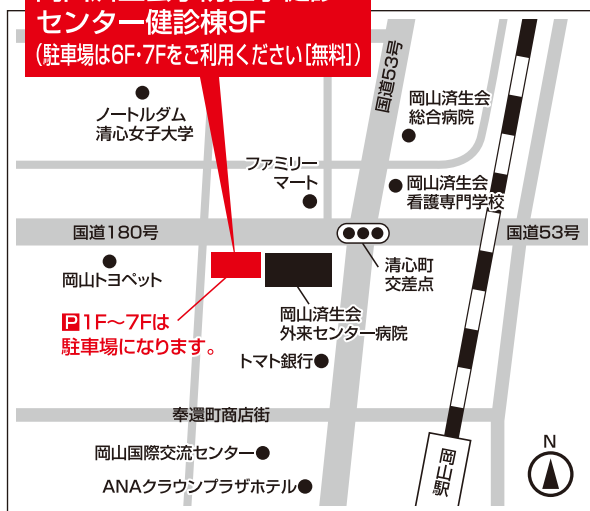 センター健診棟9F
(駐車場は6F・7Fをご利用ください[無料])
国道53号
ノートルダム
清心女子大学
岡山済生会
総合病院
ファミリー
マート
岡山済生会
看護専門学校
国道180号
国道53号
岡山トヨペット
清心町
交差点
P1F～7Fは
駐車場になります。
岡山済生会
外来センター病院
トマト銀行
奉還町商店街
岡山国際交流センター
ANAクラウンプラザホテル
岡山駅
N